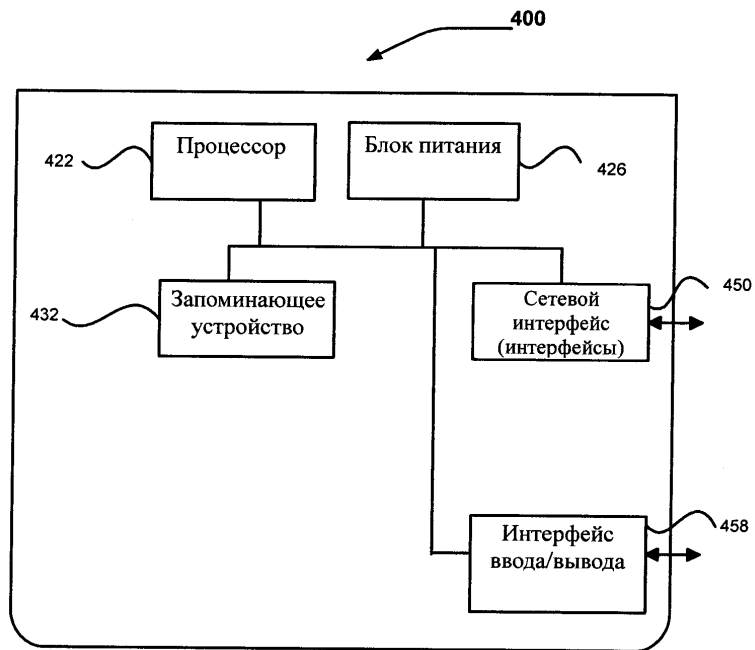 400
Процессор
422
Блок питания
426
Запоминающее
устройство
432
Сетевой
интерфейс
(интерфейсы)
450
Интерфейс
ввода/вывода
458